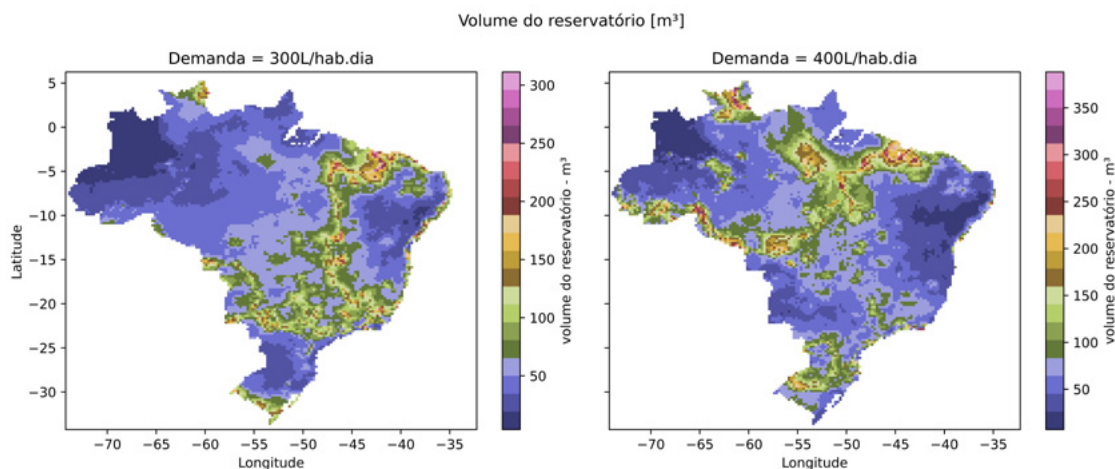 Volume do reservatório [m³]
Demanda = 300L/hab.dia
Demanda = 400L/hab.dia
Latitude
5
0
−5
−10
−15
−20
−25
−30
−70 −65 −60 −55 −50 −45 −40 −35
Longitude
300
250
200
150
100
50
volume do reservatório - m³
−70 −65 −60 −55 −50 −45 −40 −35
Longitude
350
300
250
200
150
100
50
volume do reservatório - m³